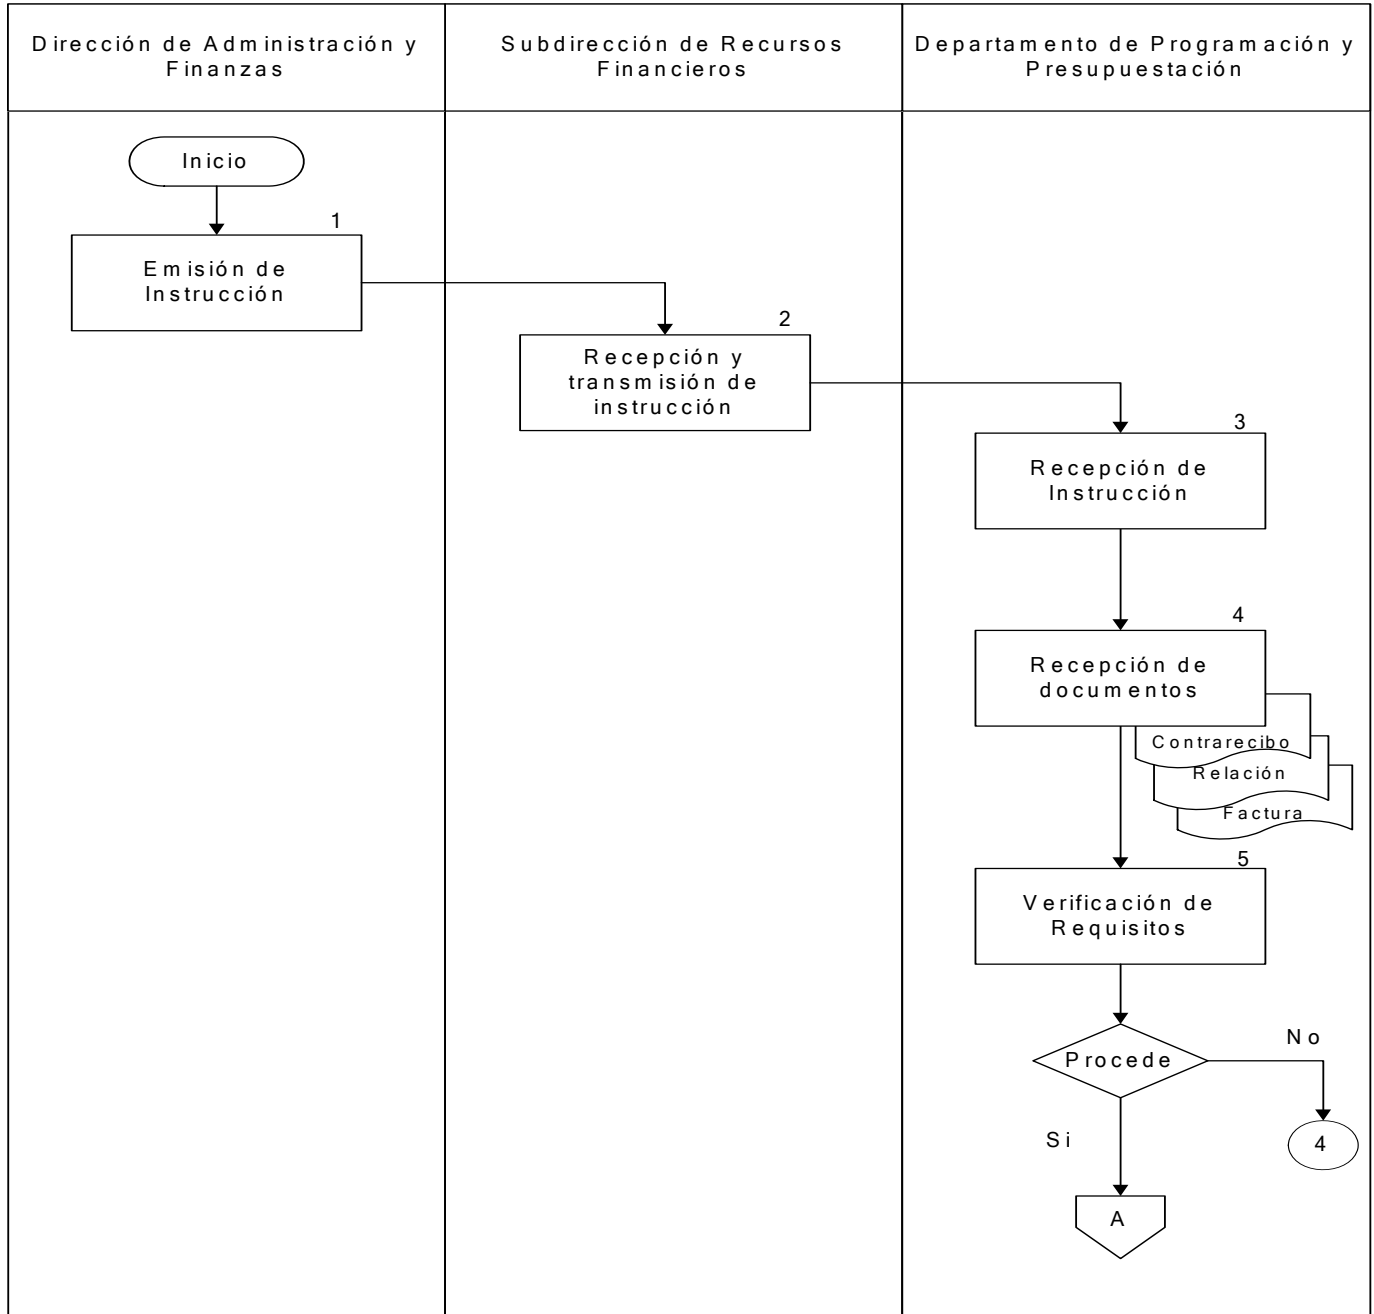 Dirección de Administración y
Finanzas
Subdirección de Recursos
Financieros
Departamento de Programación y
Presupuestación
Inicio
1
Emisión de
Instrucción
2
Recepción y
transmisión de
instrucción
3
Recepción de
Instrucción
4
Recepción de
documentos
Contrarecibo
Relación
Factura
5
Verificación de
Requisitos
Procede
No
Si
4
A